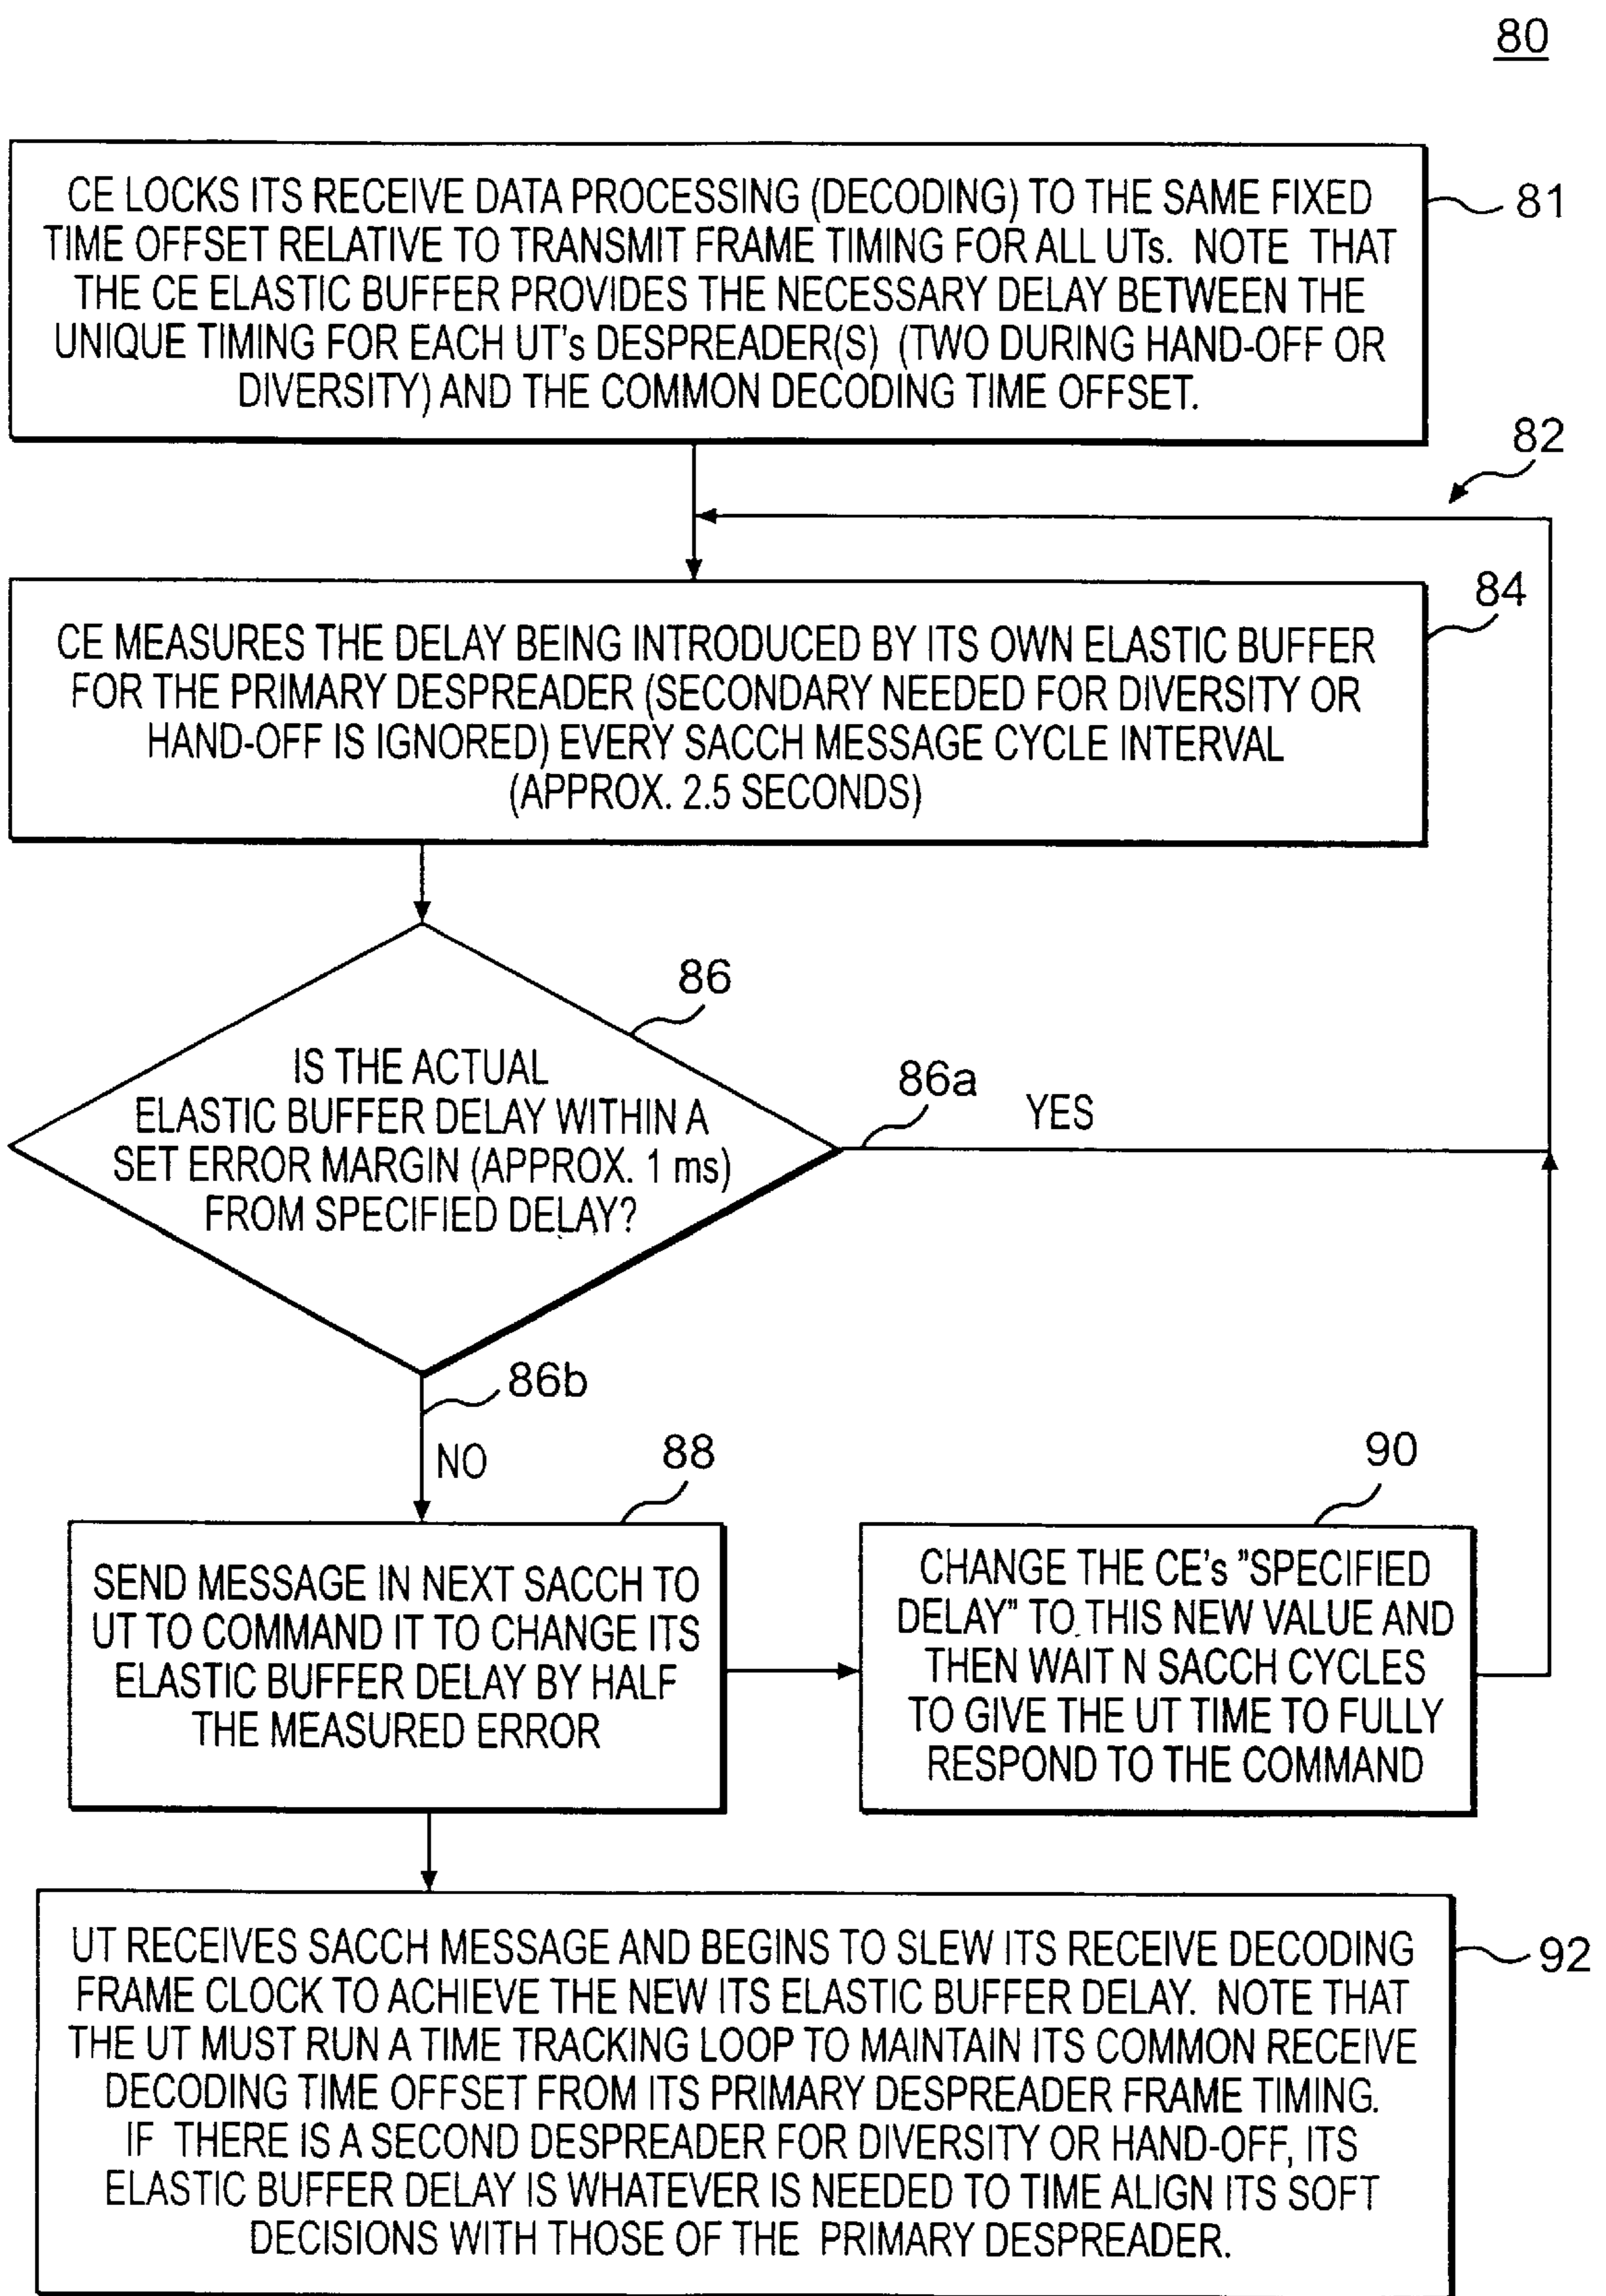 80
CE LOCKS ITS RECEIVE DATA PROCESSING (DECODING) TO THE SAME FIXED
TIME OFFSET RELATIVE TO TRANSMIT FRAME TIMING FOR ALL UTs. NOTE THAT
THE CE ELASTIC BUFFER PROVIDES THE NECESSARY DELAY BETWEEN THE
UNIQUE TIMING FOR EACH UT's DESPREADER(S) (TWO DURING HAND-OFF OR
DIVERSITY) AND THE COMMON DECODING TIME OFFSET.
81
82
CE MEASURES THE DELAY BEING INTRODUCED BY ITS OWN ELASTIC BUFFER
FOR THE PRIMARY DESPREADER (SECONDARY NEEDED FOR DIVERSITY OR
HAND-OFF IS IGNORED) EVERY SACCH MESSAGE CYCLE INTERVAL
(APPROX. 2.5 SECONDS)
84
86
IS THE ACTUAL
ELASTIC BUFFER DELAY WITHIN A
SET ERROR MARGIN (APPROX. 1 ms)
FROM SPECIFIED DELAY?
86a
YES
86b
NO
88
SEND MESSAGE IN NEXT SACCH TO
UT TO COMMAND IT TO CHANGE ITS
ELASTIC BUFFER DELAY BY HALF
THE MEASURED ERROR
90
CHANGE THE CE's "SPECIFIED
DELAY" TO THIS NEW VALUE AND
THEN WAIT N SACCH CYCLES
TO GIVE THE UT TIME TO FULLY
RESPOND TO THE COMMAND
UT RECEIVES SACCH MESSAGE AND BEGINS TO SLEW ITS RECEIVE DECODING
FRAME CLOCK TO ACHIEVE THE NEW ITS ELASTIC BUFFER DELAY. NOTE THAT
THE UT MUST RUN A TIME TRACKING LOOP TO MAINTAIN ITS COMMON RECEIVE
DECODING TIME OFFSET FROM ITS PRIMARY DESPREADER FRAME TIMING.
IF THERE IS A SECOND DESPREADER FOR DIVERSITY OR HAND-OFF, ITS
ELASTIC BUFFER DELAY IS WHATEVER IS NEEDED TO TIME ALIGN ITS SOFT
DECISIONS WITH THOSE OF THE PRIMARY DESPREADER.
92